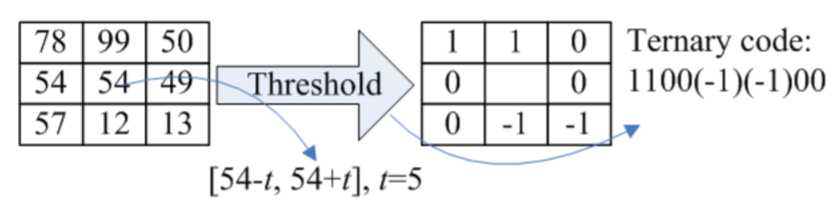 78 99 50
54 54 49
57 12 13
Threshold
[54-t, 54+t], t=5
1 1 0
0 0
0 -1 -1
Ternary code:
1100(-1)(-1)00